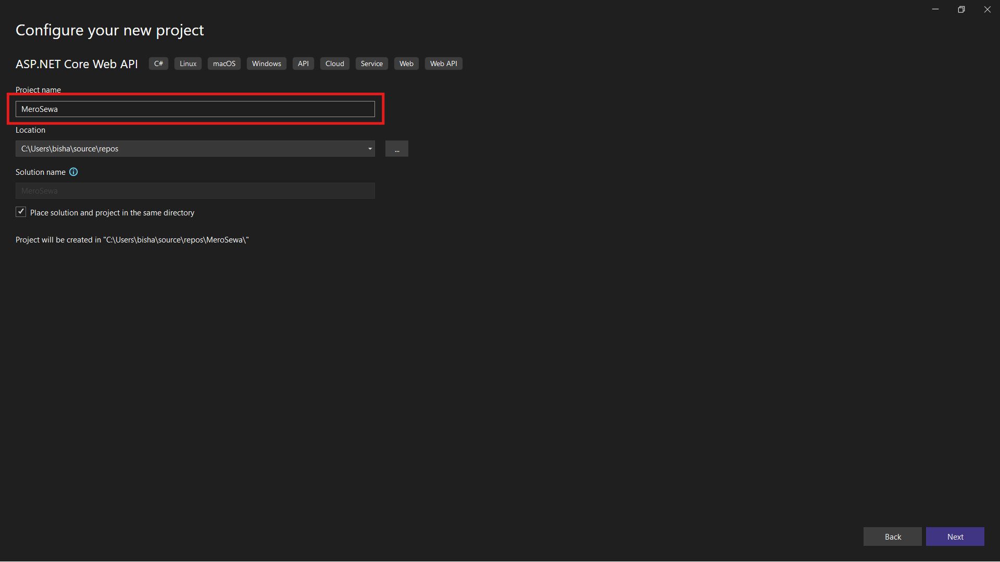 Configure your new project
ASP.NET Core Web API C# Linux macOS Windows API Cloud Service Web Web API
Project name
MeroSewa
Location
C:\Users\bisha\source\repos
...
Solution name
MeroSewa
Place solution and project in the same directory
Project will be created in "C:\Users\bisha\source\repos\MeroSewa\"
Back Next